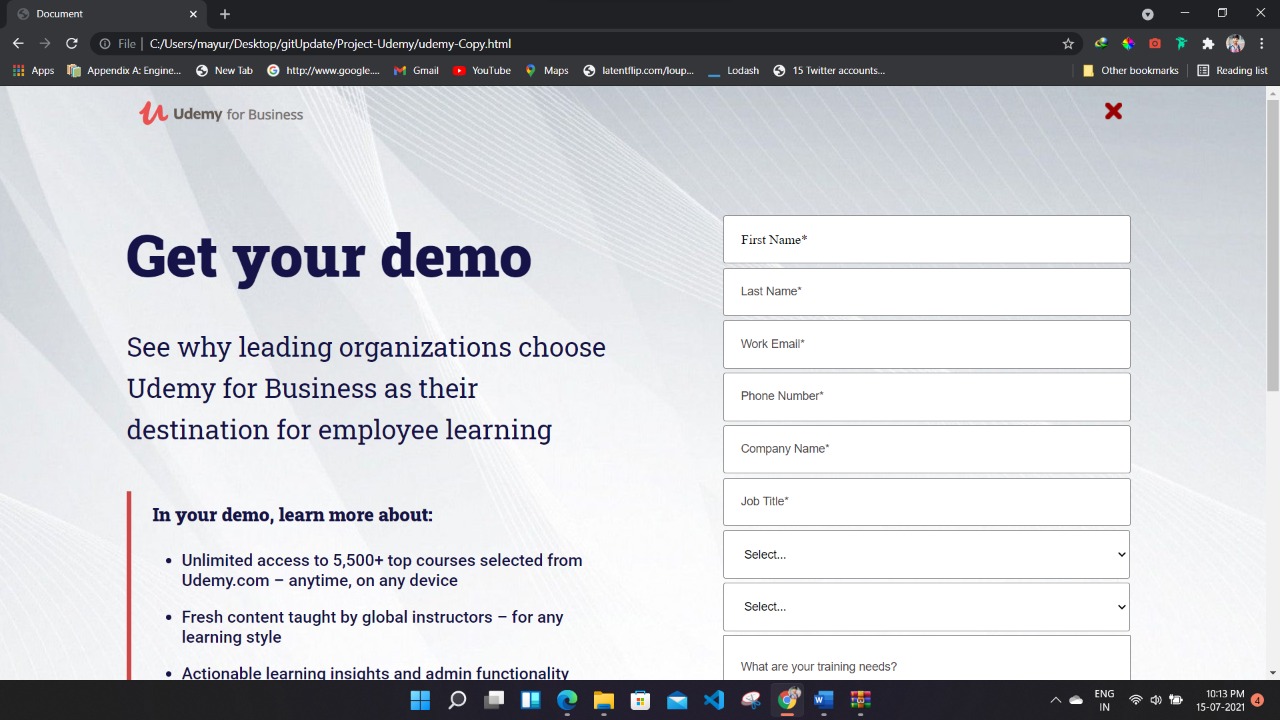 Document
File
C:/Users/mayur/Desktop/gitUpdate/Project-Udemy/udemy-Copy.html
Apps
Appendix A: Engine...
New Tab
http://www.google....
Gmail
YouTube
Maps
latentflip.com/loup...
Lodash
15 Twitter accounts...
Other bookmarks
Reading list
Udemy for Business
Get your demo
See why leading organizations choose
Udemy for Business as their
destination for employee learning
In your demo, learn more about:
• Unlimited access to 5,500+ top courses selected from
Udemy.com – anytime, on any device
• Fresh content taught by global instructors – for any
learning style
• Actionable learning insights and admin functionality
First Name*
Last Name*
Work Email*
Phone Number*
Company Name*
Job Title*
Select...
Select...
What are your training needs?
ENG
IN
10:13 PM
15-07-2021
4